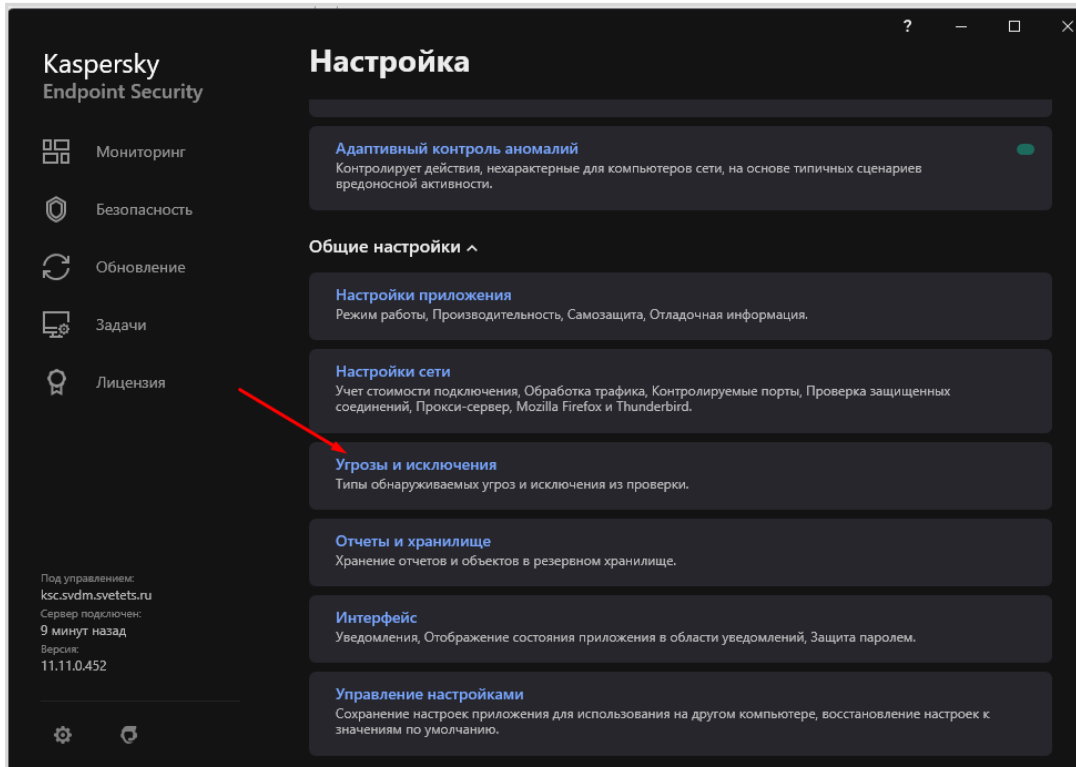 ?
Kaspersky
Endpoint Security
Мониторинг
Безопасность
Обновление
Задачи
Лицензия
Под управлением:
ksc.svdm.svetets.ru
Сервер подключен:
9 минут назад
Версия:
11.11.0.452
Настройка
Адаптивный контроль аномалий
Контролирует действия, нехарактерные для компьютеров сети, на основе типичных сценариев
вредоносной активности.
Общие настройки
Настройки приложения
Режим работы, Производительность, Самозащита, Отладочная информация.
Настройки сети
Учет стоимости подключения, Обработка трафика, Контролируемые порты, Проверка защищенных
соединений, Прокси-сервер, Mozilla Firefox и Thunderbird.
Угрозы и исключения
Типы обнаруживаемых угроз и исключения из проверки.
Отчеты и хранилище
Хранение отчетов и объектов в резервном хранилище.
Интерфейс
Уведомления, Отображение состояния приложения в области уведомлений, Защита паролем.
Управление настройками
Сохранение настроек приложения для использования на другом компьютере, восстановление настроек к
значениям по умолчанию.